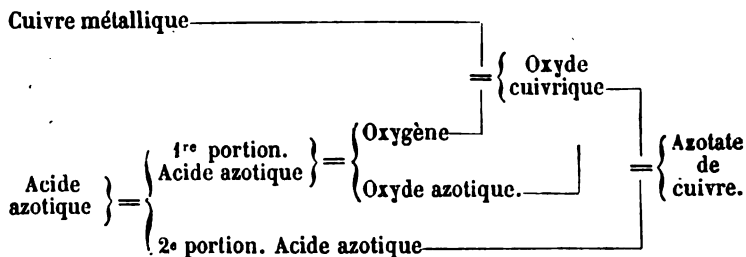 Cuivre métallique
Oxyde
cuivrique
1re portion.
Acide azotique
Oxygène
Oxyde azotique.
Acide
azotique
2e portion. Acide azotique
Azotate
de
cuivre.